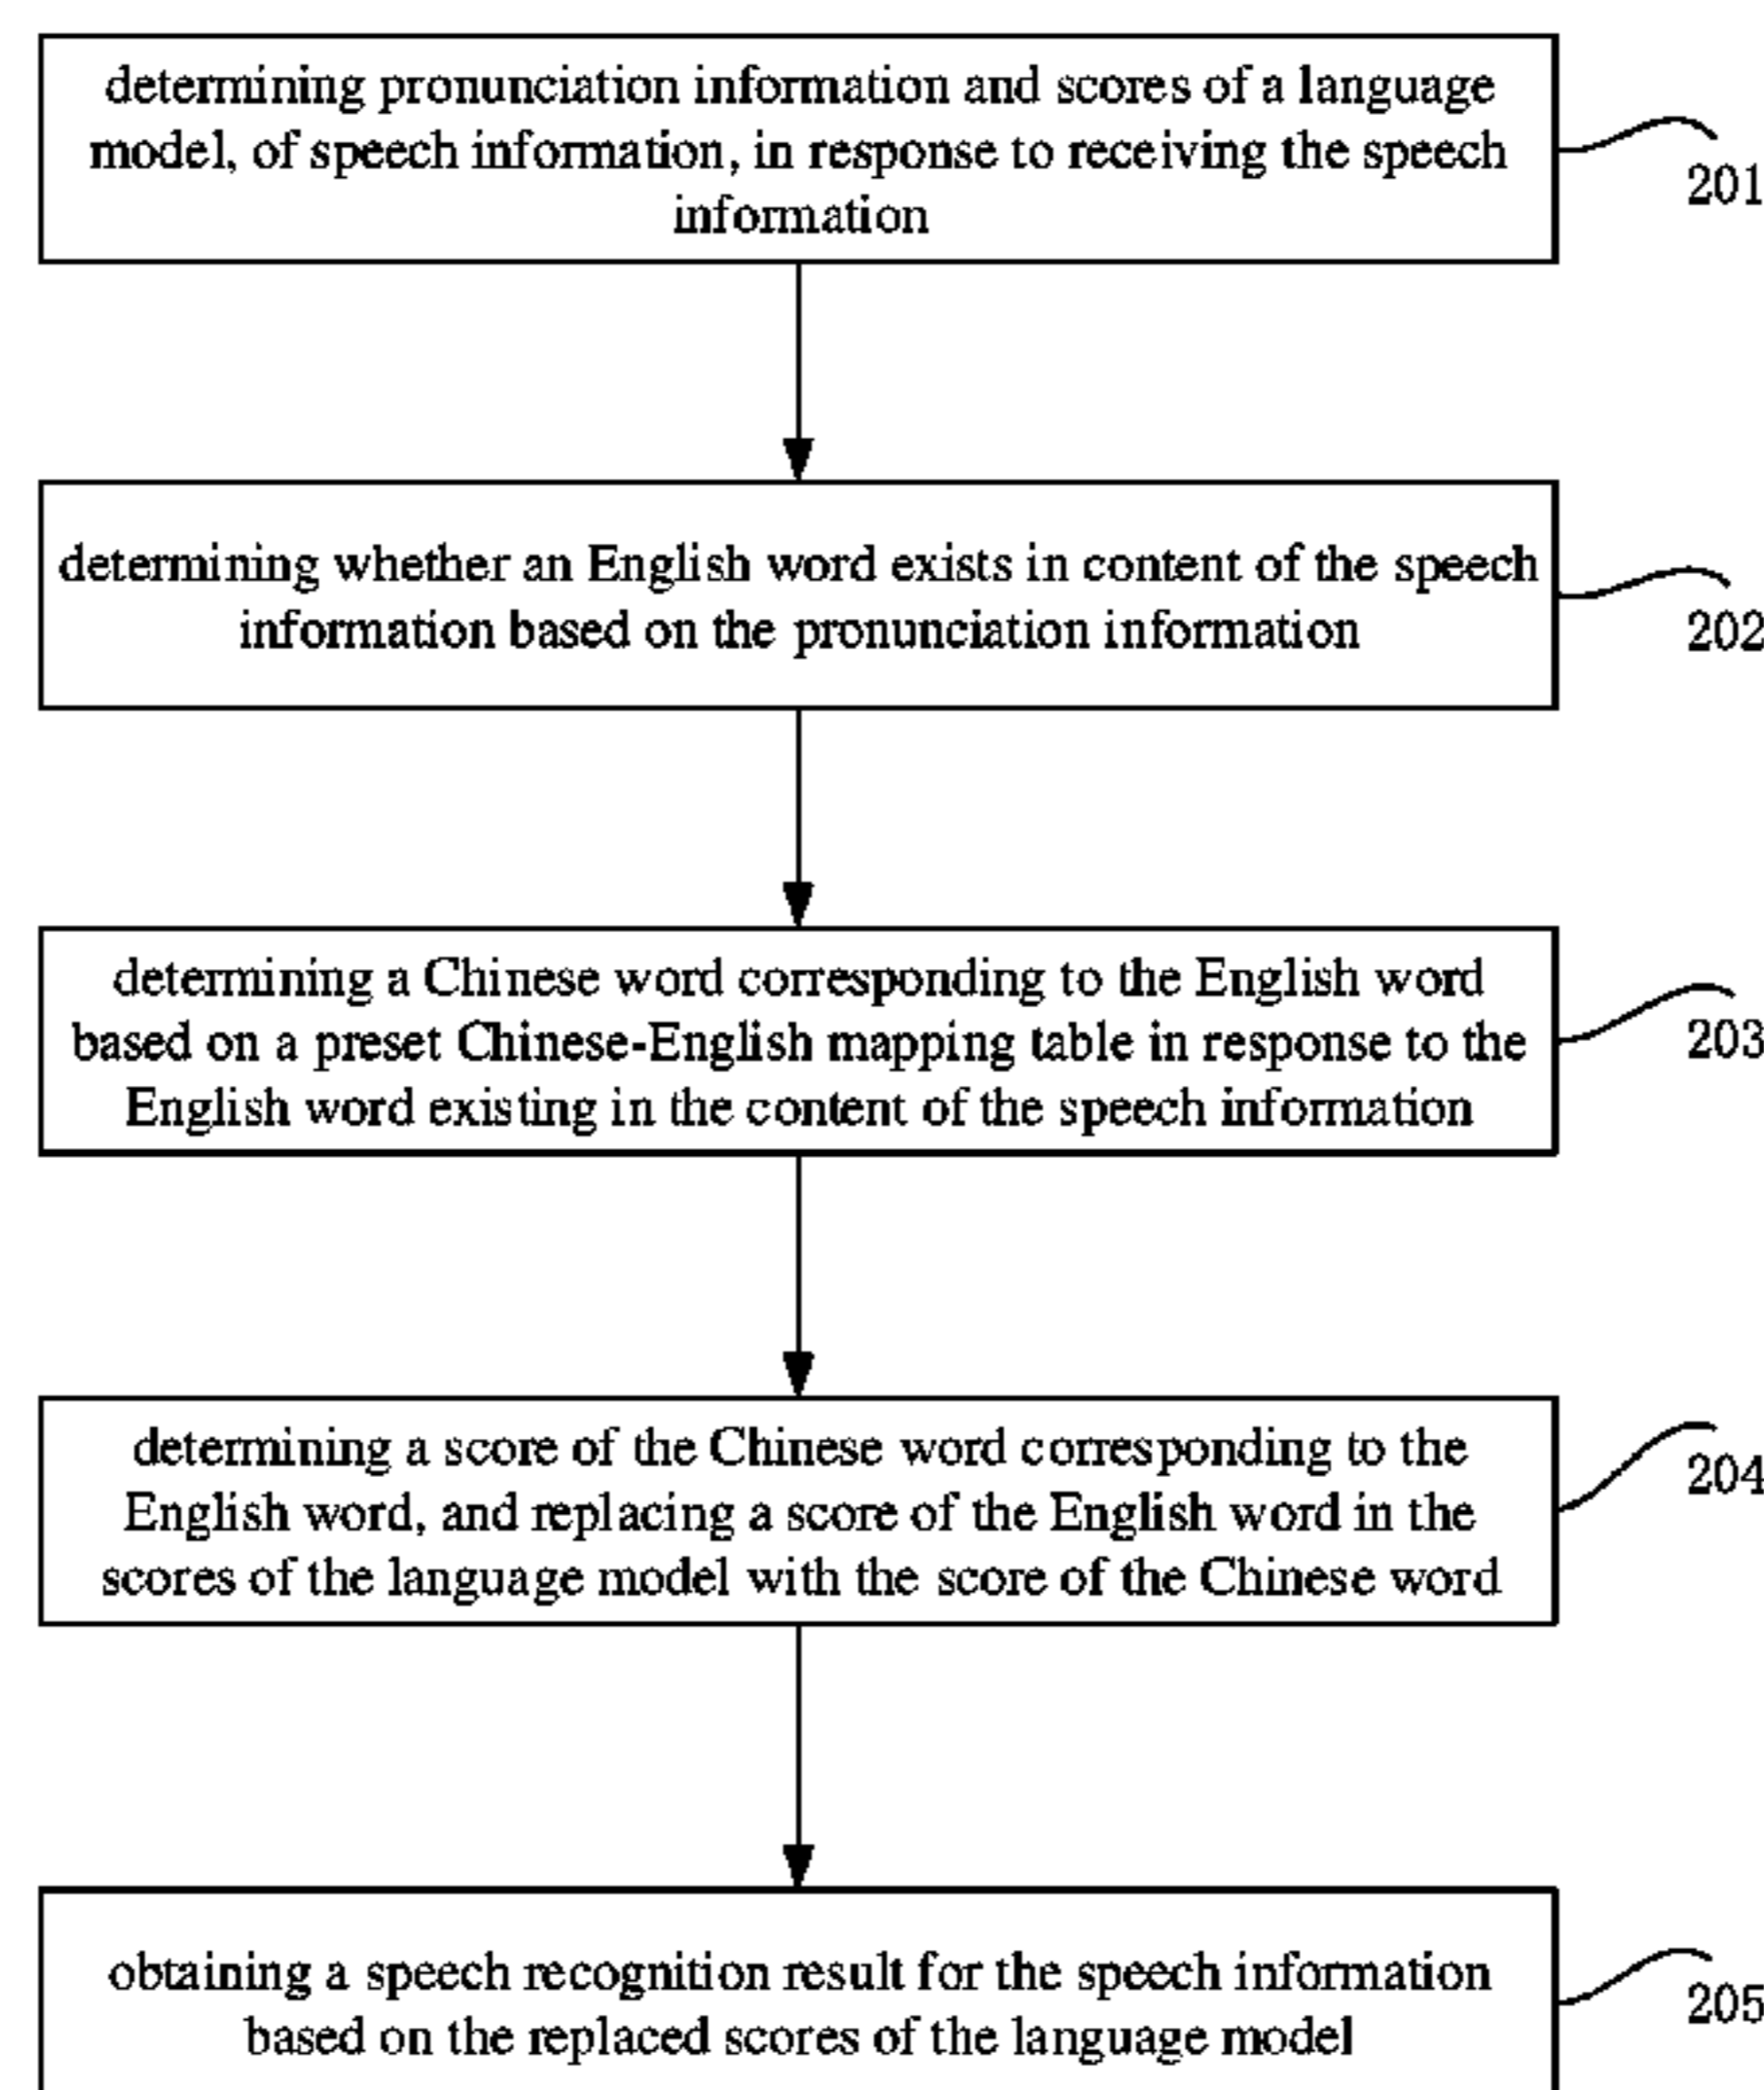 determining pronunciation information and scores of a language
model, of speech information, in response to receiving the speech
information
201
determining whether an English word exists in content of the speech
information based on the pronunciation information
202
determining a Chinese word corresponding to the English word
based on a preset Chinese-English mapping table in response to the
English word existing in the content of the speech information
203
determining a score of the Chinese word corresponding to the
English word, and replacing a score of the English word in the
scores of the language model with the score of the Chinese word
204
obtaining a speech recognition result for the speech information
based on the replaced scores of the language model
205